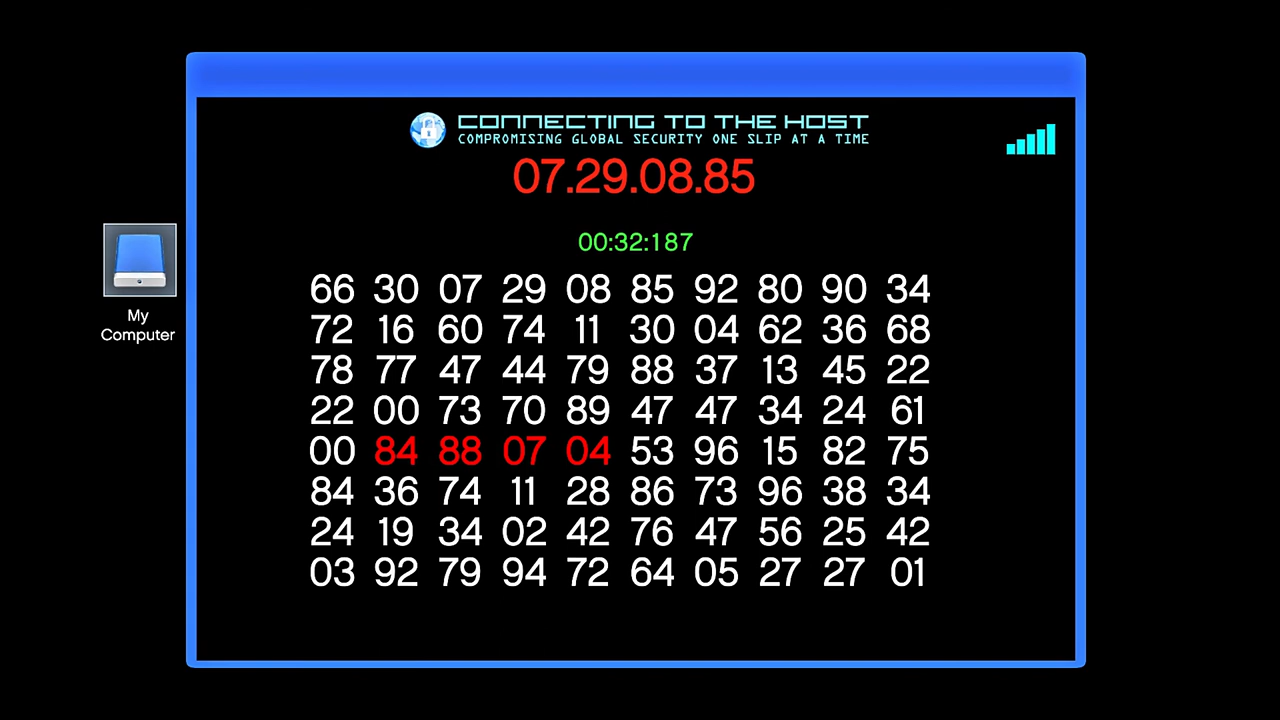 CONNECTING TO THE HOST
COMPROMISING GLOBAL SECURITY ONE SLIP AT A TIME
07.29.08.85
00:32:187
My
Computer
66 30 07 29 08 85 92 80 90 34
72 16 60 74 11 30 04 62 36 68
78 77 47 44 79 88 37 13 45 22
22 00 73 70 89 47 47 34 24 61
00 84 88 07 04 53 96 15 82 75
84 36 74 11 28 86 73 96 38 34
24 19 34 02 42 76 47 56 25 42
03 92 79 94 72 64 05 27 27 01